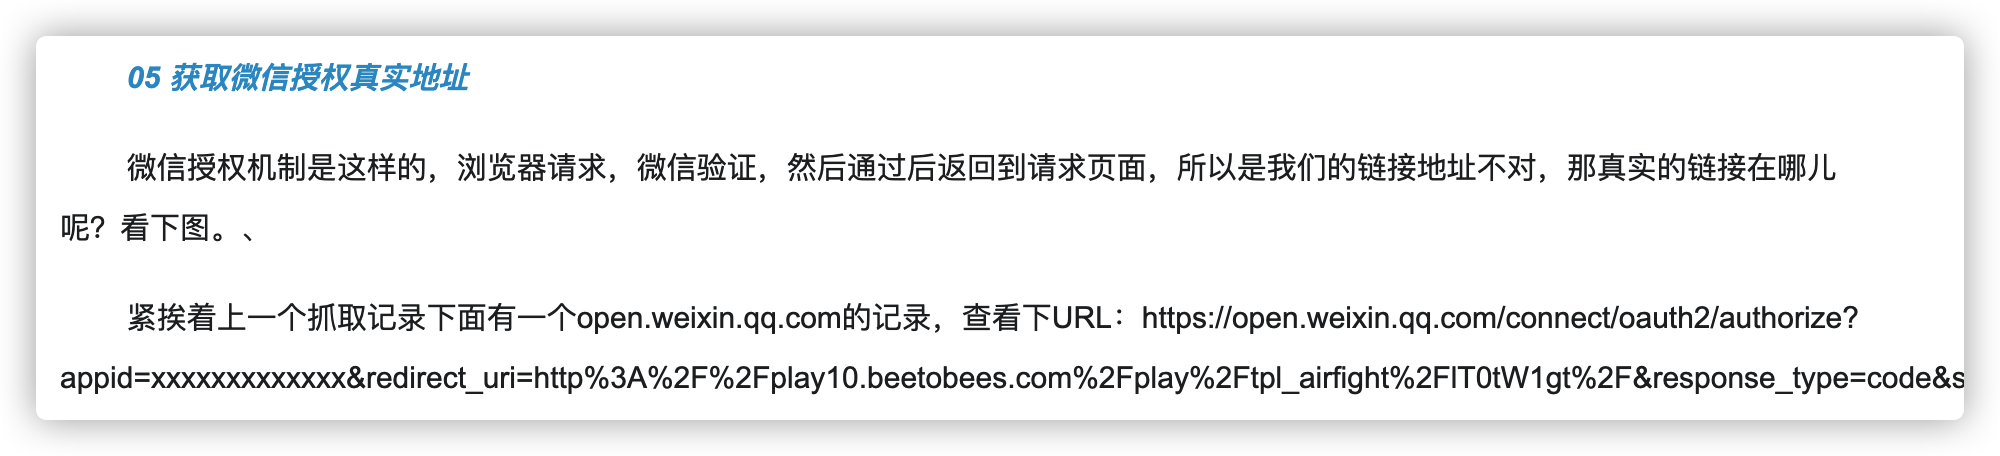 05 获取微信授权真实地址
微信授权机制是这样的，浏览器请求，微信验证，然后通过后返回到请求页面，所以是我们的链接地址不对，那真实的链接在哪儿
呢？看下图。、
紧挨着上一个抓取记录下面有一个open.weixin.qq.com的记录，查看下URL：https://open.weixin.qq.com/connect/oauth2/authorize?
appid=xxxxxxxxxxxxx&redirect_uri=http%3A%2F%2Fplay10.beetobees.com%2Fplay%2Ftpl_airfight%2FlT0tW1gt%2F&response_type=code&s